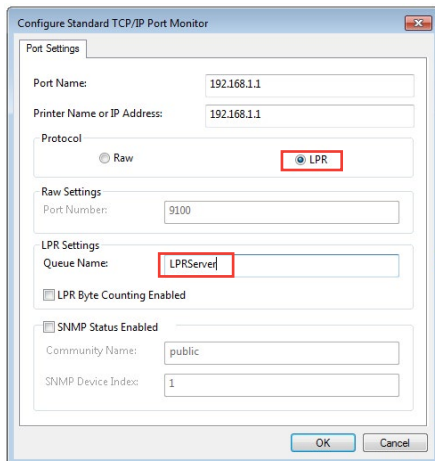 Configure Standard TCP/IP Port Monitor
Port Settings
Port Name: 192.168.1.1
Printer Name or IP Address: 192.168.1.1
Protocol
Raw LPR
Raw Settings
Port Number: 9100
LPR Settings
Queue Name: LPRServer
LPR Byte Counting Enabled
SNMP Status Enabled
Community Name: public
SNMP Device Index: 1
OK Cancel